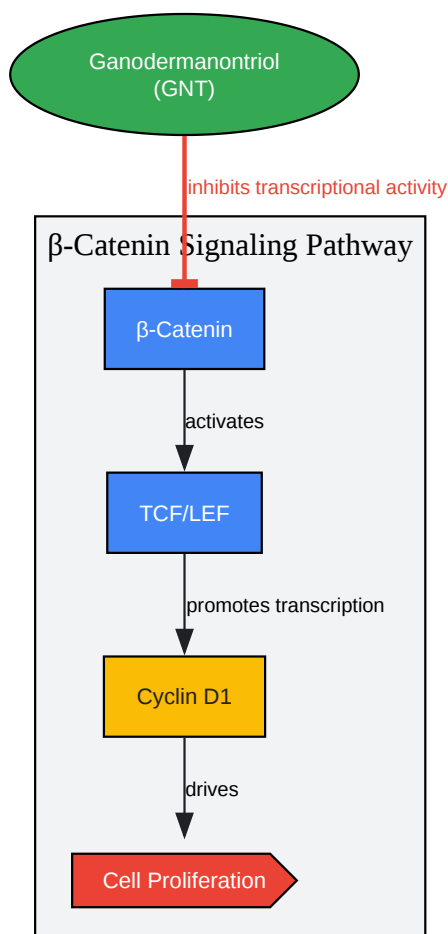 Ganodermanontriol
(GNT)
inhibits transcriptional activity
β-Catenin Signaling Pathway
β-Catenin
activates
TCF/LEF
promotes transcription
Cyclin D1
drives
Cell Proliferation